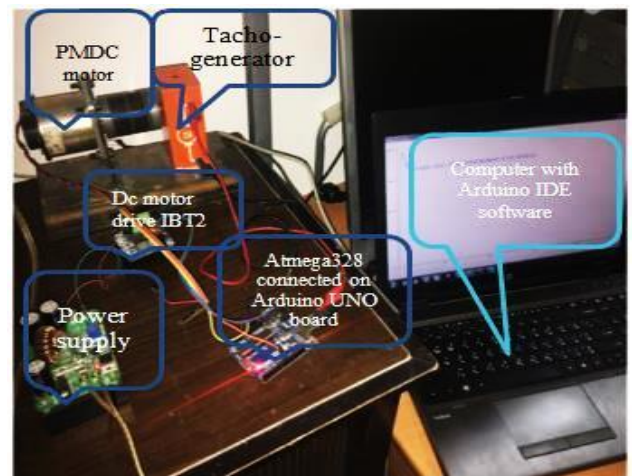 PMDC
motor
Tacho-
generator
Computer with
Arduino IDE
software
Dc motor
drive IBT2
Atmega328
connected on
Arduino UNO
board
Power
supply